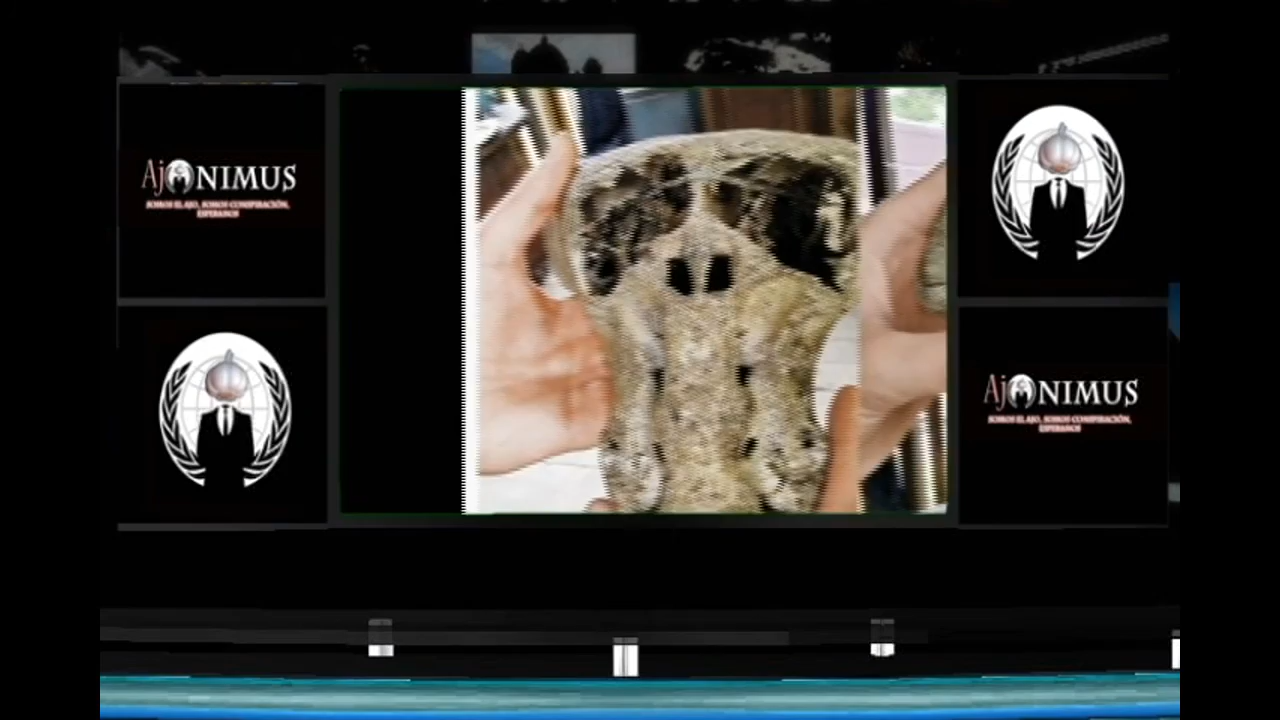 AjONIMUS
SOMOS EL AJO, SOMOS CONSPIRACIÓN,
ESPERANOS
AjONIMUS
SOMOS EL AJO, SOMOS CONSPIRACIÓN,
ESPERANOS